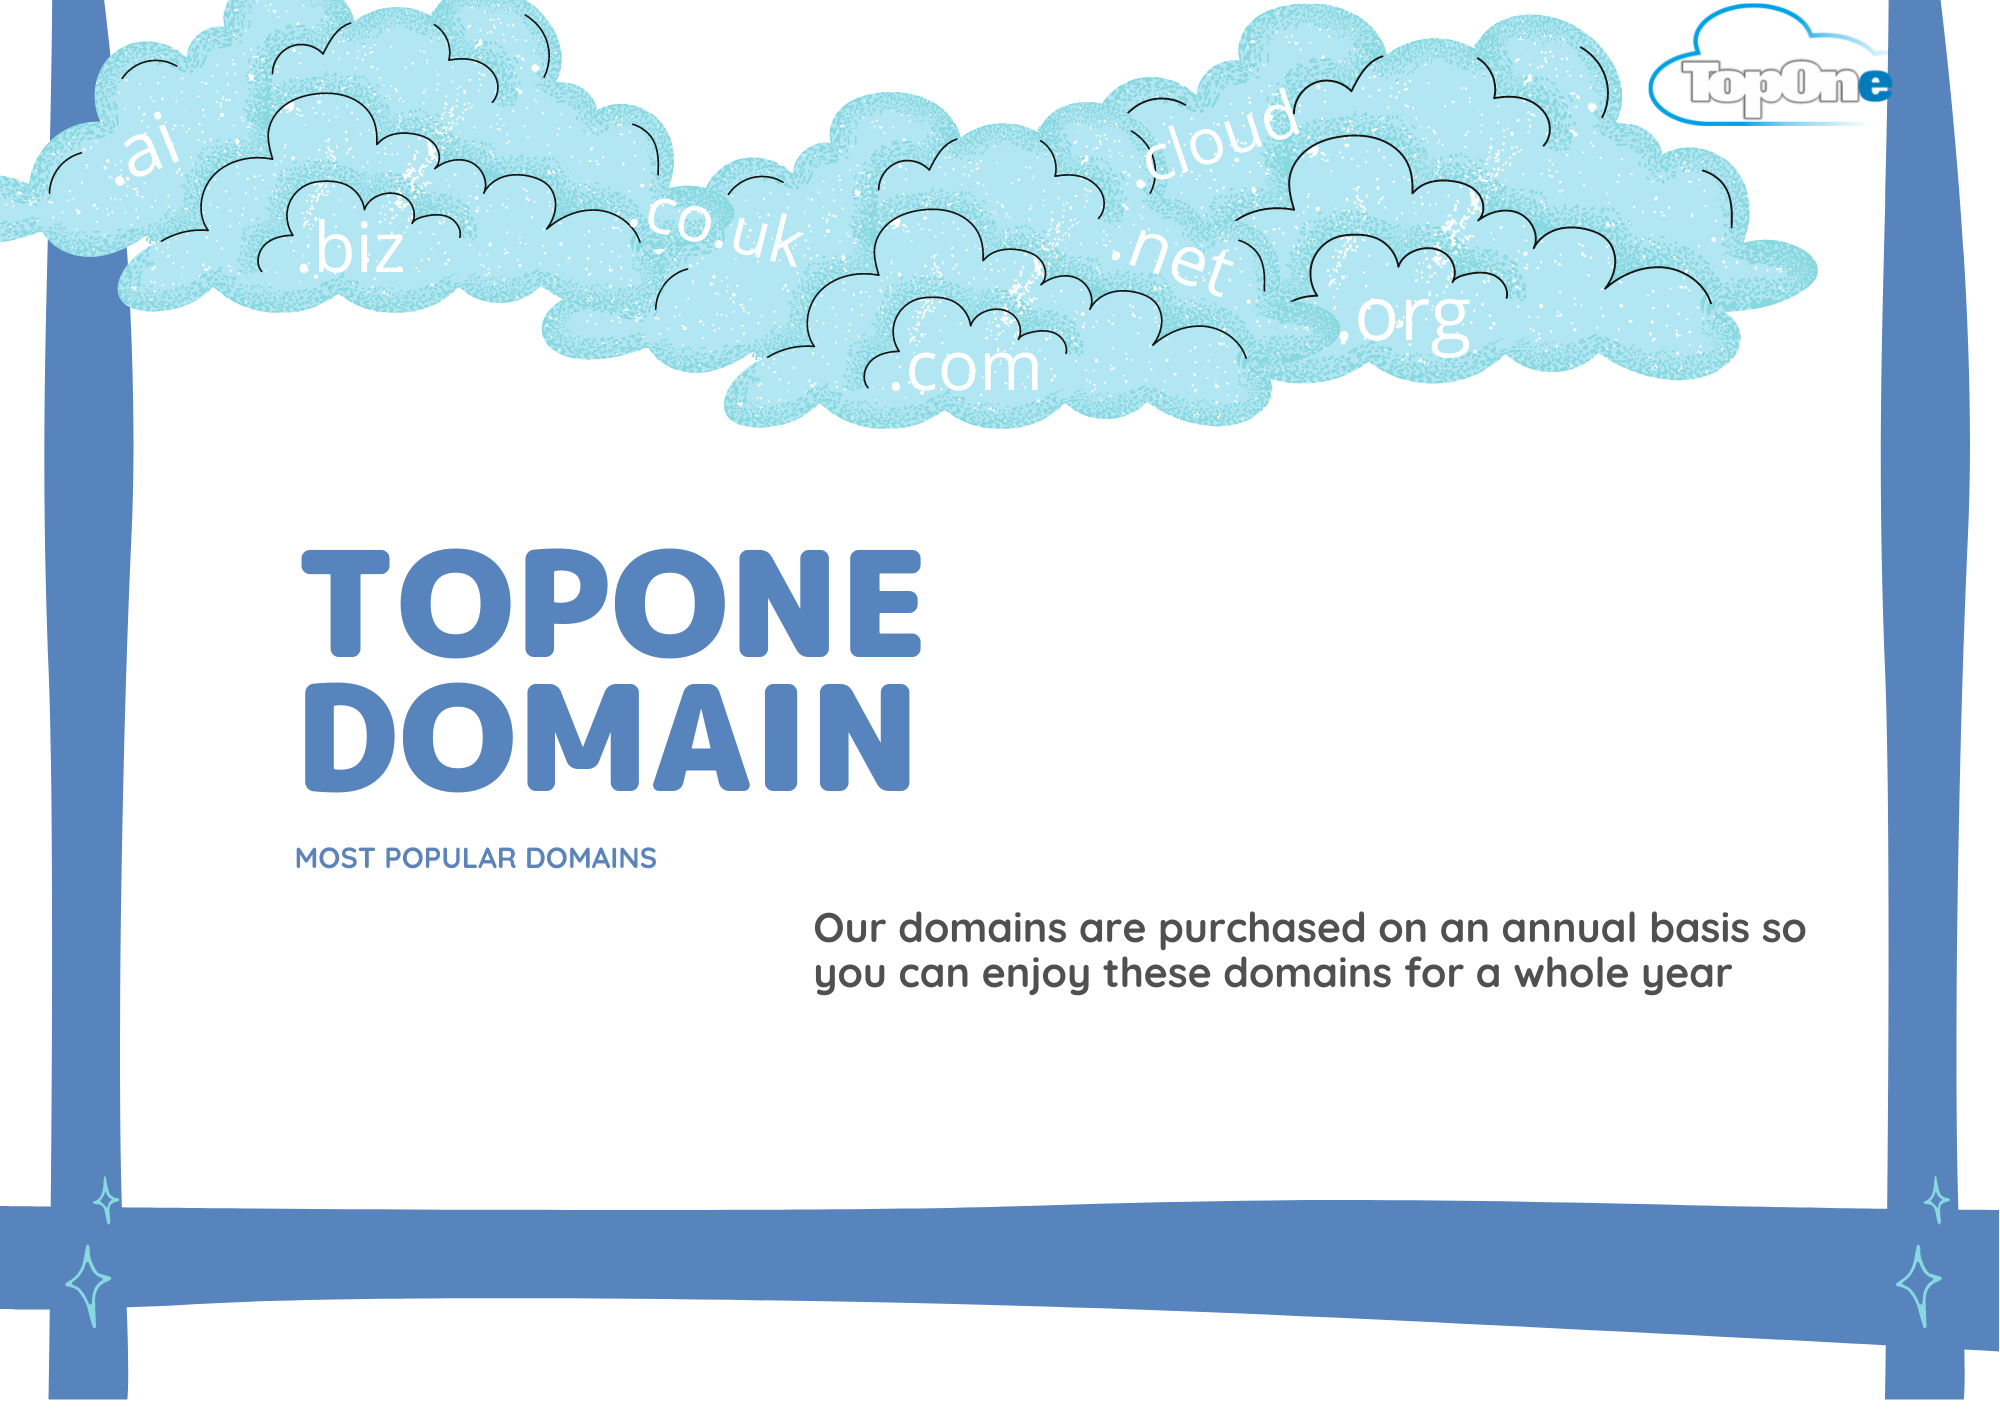 TopOne
.ai
.biz
.co.uk
.com
.cloud
.net
.org
TOPONE
DOMAIN
MOST POPULAR DOMAINS
Our domains are purchased on an annual basis so
you can enjoy these domains for a whole year